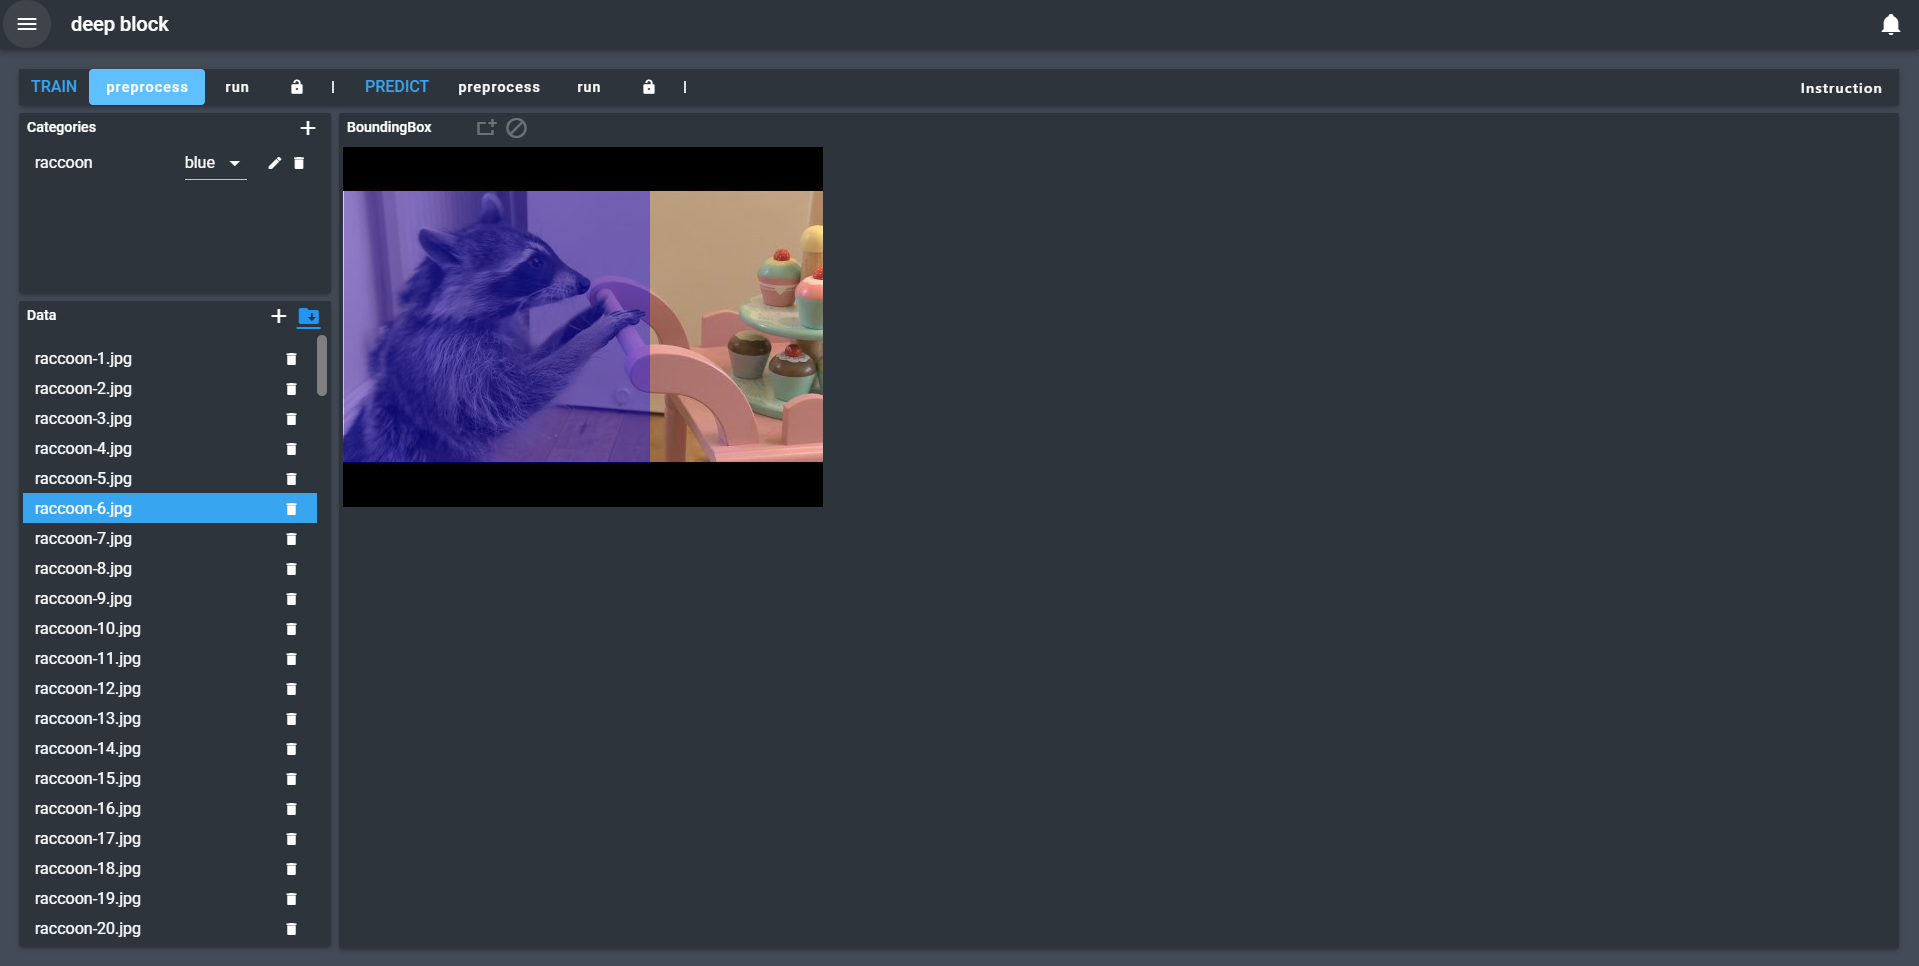 deep block
TRAIN preprocess run | PREDICT preprocess run | Instruction
Categories
raccoon blue
BoundingBox
Data
raccoon-1.jpg
raccoon-2.jpg
raccoon-3.jpg
raccoon-4.jpg
raccoon-5.jpg
raccoon-6.jpg
raccoon-7.jpg
raccoon-8.jpg
raccoon-9.jpg
raccoon-10.jpg
raccoon-11.jpg
raccoon-12.jpg
raccoon-13.jpg
raccoon-14.jpg
raccoon-15.jpg
raccoon-16.jpg
raccoon-17.jpg
raccoon-18.jpg
raccoon-19.jpg
raccoon-20.jpg